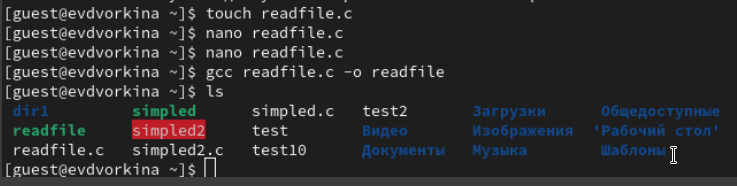 [guest@evdvorkina ~]$ touch readfile.c
[guest@evdvorkina ~]$ nano readfile.c
[guest@evdvorkina ~]$ nano readfile.c
[guest@evdvorkina ~]$ gcc readfile.c -o readfile
[guest@evdvorkina ~]$ ls
dir1 simpled simpled.c test2 Загрузки Общедоступные
readfile simpled2 test Видео Изображения 'Рабочий стол'
readfile.c simpled2.c test10 Документы Музыка Шаблоны
[guest@evdvorkina ~]$